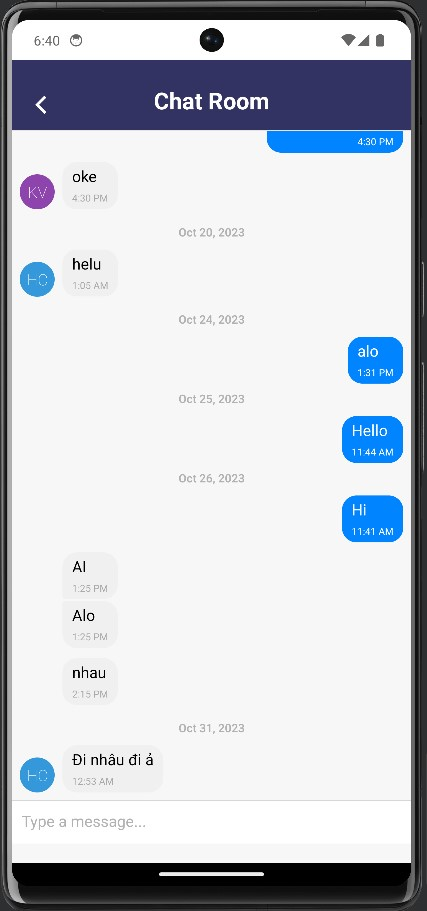 6:40
Chat Room
4:30 PM
oke
KV
4:30 PM
Oct 20, 2023
helu
HC
1:05 AM
Oct 24, 2023
alo
1:31 PM
Oct 25, 2023
Hello
11:44 AM
Oct 26, 2023
Hi
11:41 AM
Al
1:25 PM
Alo
1:25 PM
nhau
2:15 PM
Oct 31, 2023
Đi nhâu đi ả
HC
12:53 AM
Type a message...